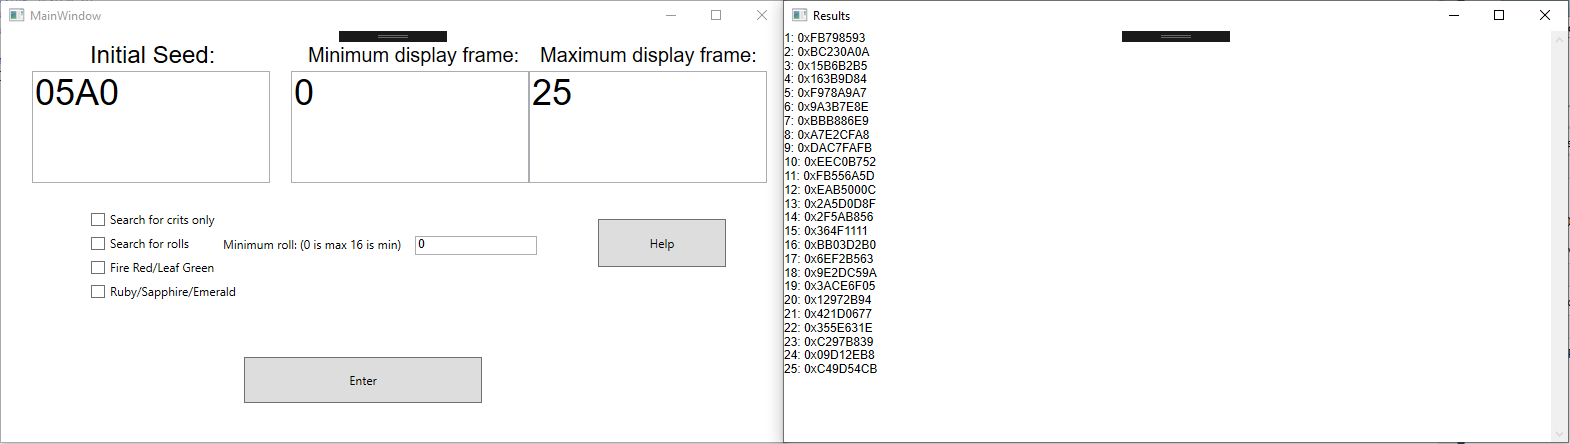 MainWindow
Initial Seed:
Minimum display frame:
Maximum display frame:
05A0
0
25
Search for crits only
Search for rolls
Minimum roll: (0 is max 16 is min)
0
Fire Red/Leaf Green
Ruby/Sapphire/Emerald
Help
Enter
Results
1: 0xFB798593
2: 0xBC230A0A
3: 0x15B6B2B5
4: 0x163B9D84
5: 0xF978A9A7
6: 0x9A3B7E8E
7: 0xBBB886E9
8: 0xA7E2CFA8
9: 0xDAC7FAFB
10: 0xEEC0B752
11: 0xFB556A5D
12: 0xEAB5000C
13: 0x2A5D0D8F
14: 0x2F5AB856
15: 0x364F1111
16: 0xBB03D2B0
17: 0x6EF2B563
18: 0x9E2DC59A
19: 0x3ACE6F05
20: 0x12972B94
21: 0x421D0677
22: 0x355E631E
23: 0xC297B839
24: 0x09D12EB8
25: 0xC49D54CB